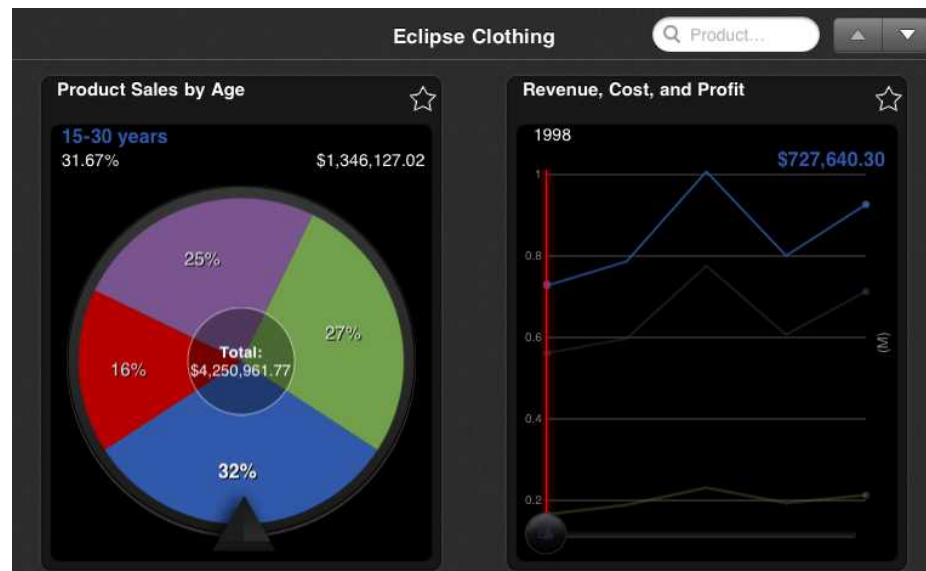 Eclipse Clothing
Product...
Product Sales by Age
15-30 years
31.67%
$1,346,127.02
25%
27%
16%
Total:
$4,250,961.77
32%
Revenue, Cost, and Profit
1998
$727,640.30
1
0.8
0.6
0.4
0.2
(M)